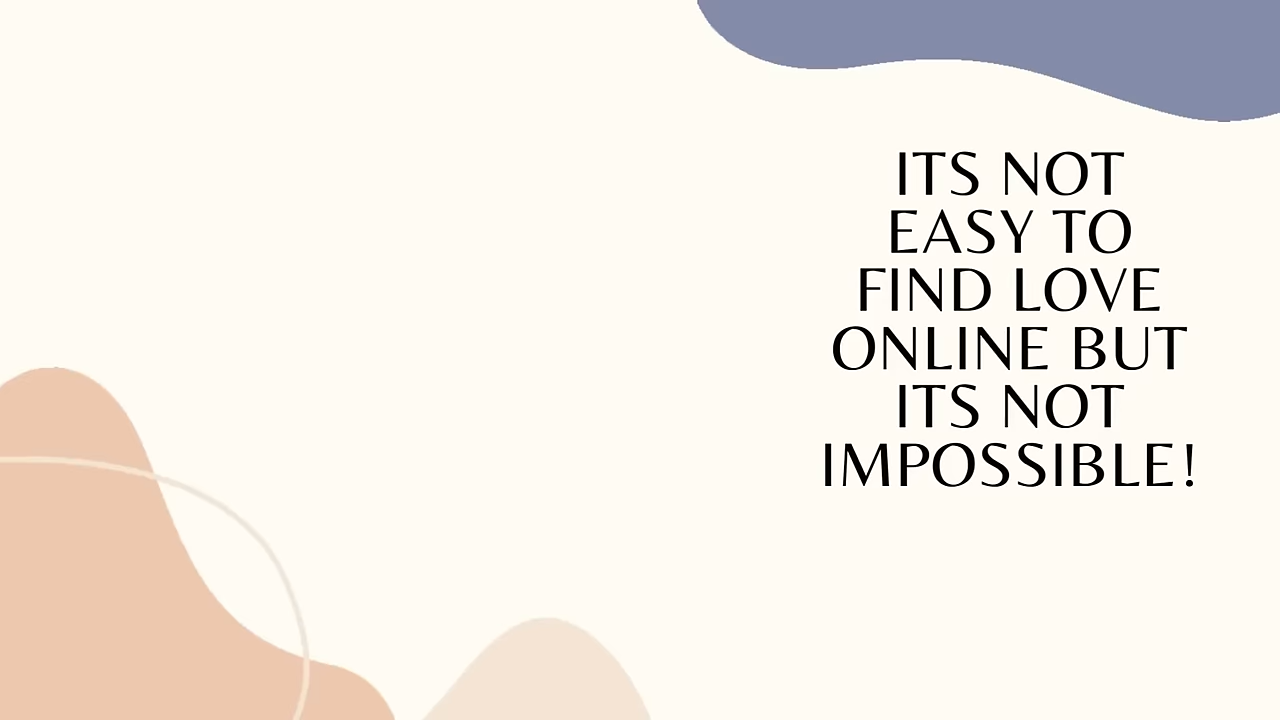 ITS NOT
EASY TO
FIND LOVE
ONLINE BUT
ITS NOT
IMPOSSIBLE!